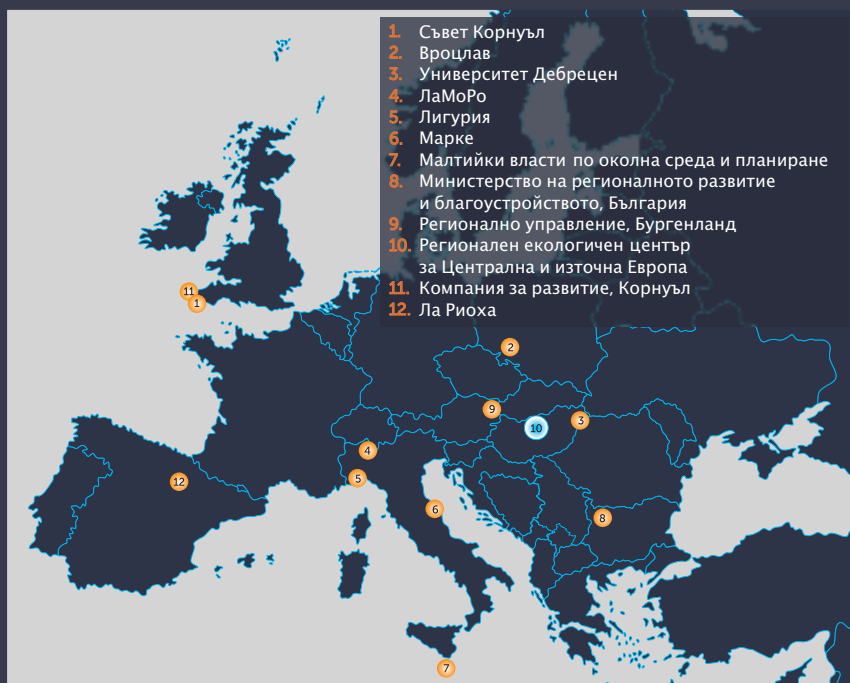 1. Съвет Корнуъл
2. Вроцлав
3. Университет Дебрецен
4. ЛаМоРо
5. Лигурия
6. Марке
7. Малтийки власти по околна среда и планиране
8. Министерство на регионалното развитие
и благоустройството, България
9. Регионално управление, Бургенланд
10. Регионален екологичен център
за Централна и източна Европа
11. Компания за развитие, Корнуъл
12. Ла Риоха
11
1
2
9
10
3
4
5
12
6
8
7